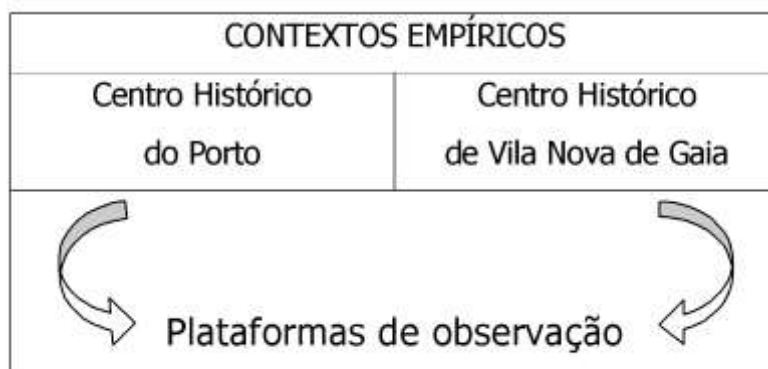 CONTEXTOS EMPÍRICOS
Centro Histórico
do Porto
Centro Histórico
de Vila Nova de Gaia
Plataformas de observação